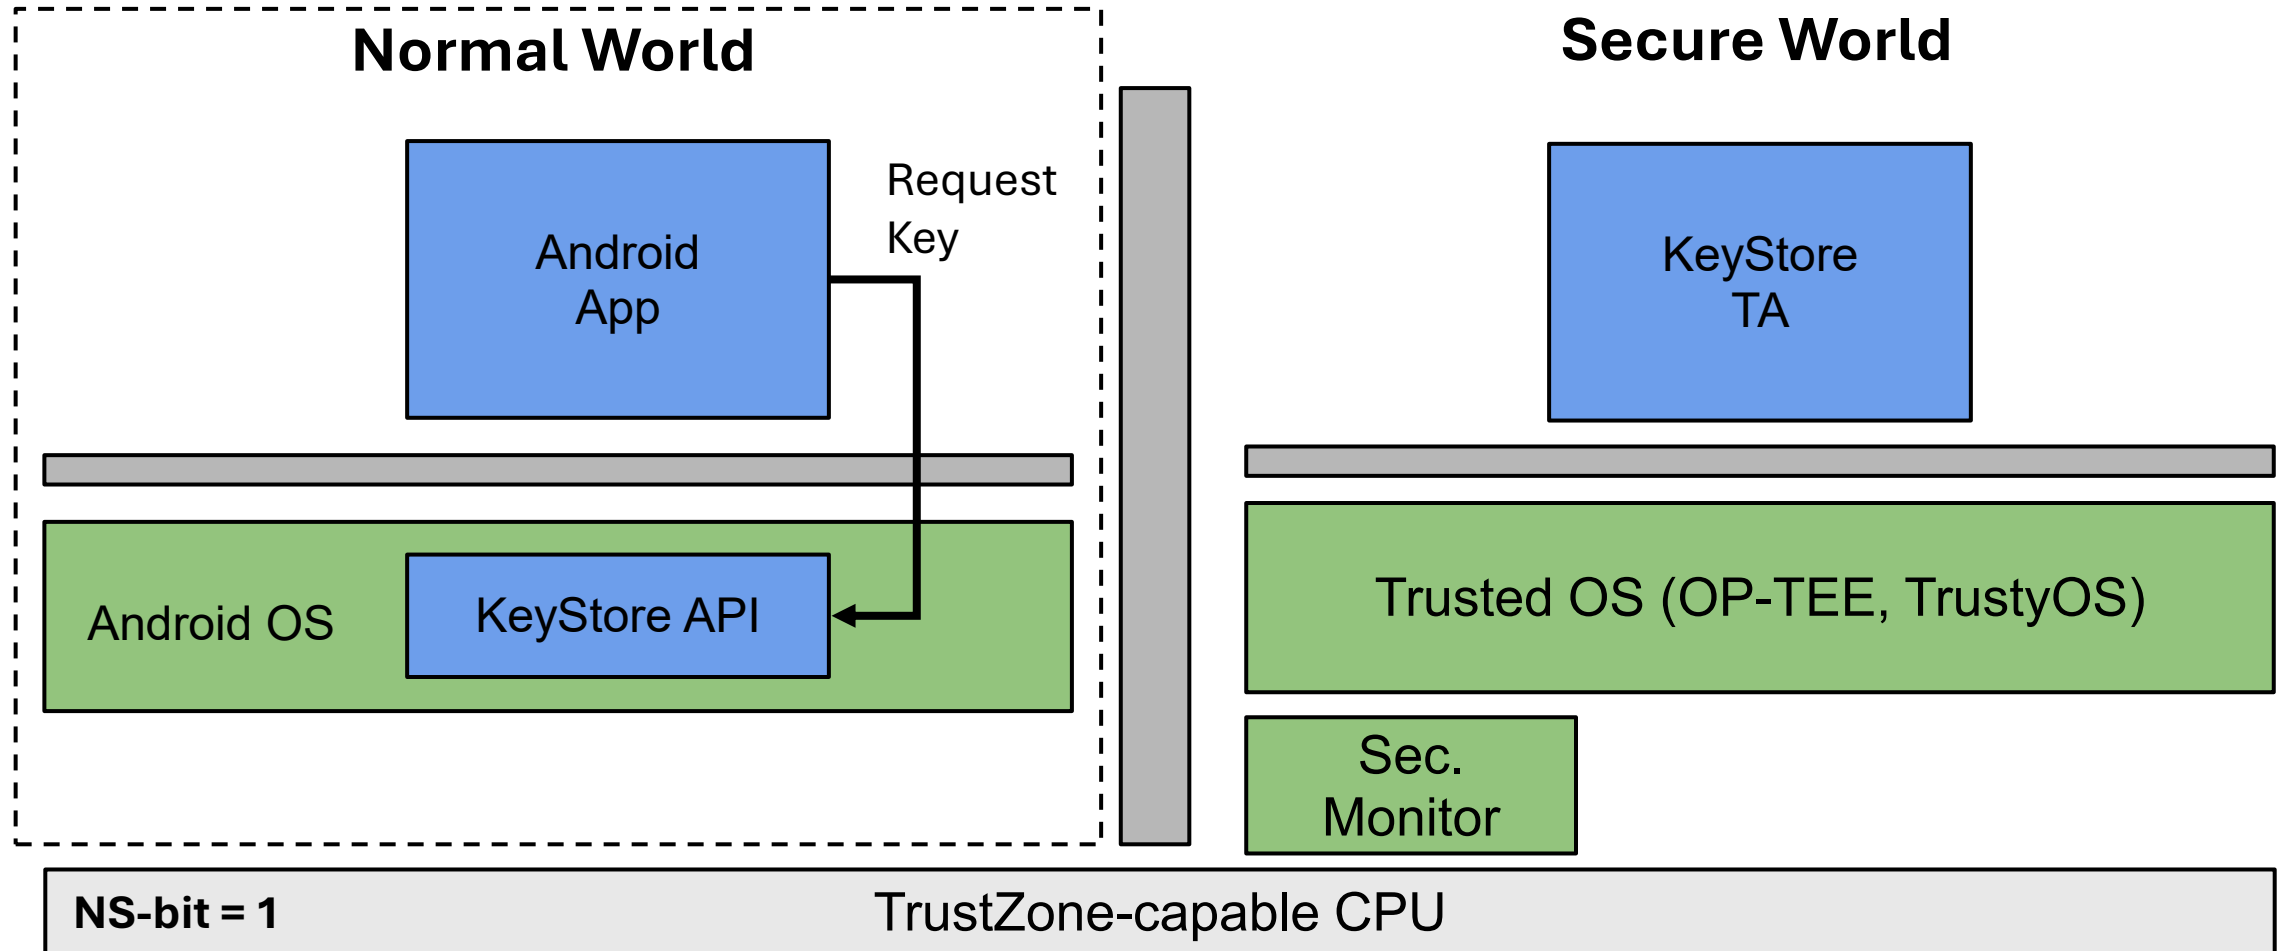 Normal World
Secure World
Android
App
Request
Key
KeyStore
TA
Android OS
KeyStore API
Trusted OS (OP-TEE, TrustyOS)
Sec.
Monitor
NS-bit = 1
TrustZone-capable CPU